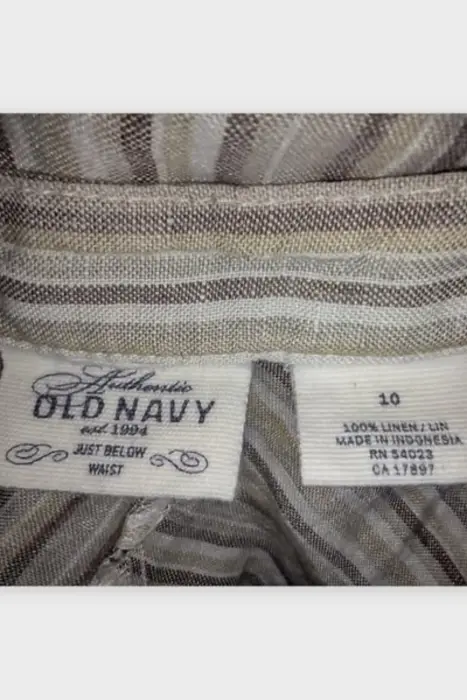 Authentic
OLD NAVY
est. 1994
JUST BELOW
WAIST
10
100% LINEN / LIN
MADE IN INDONESIA
RN 54023
CA 17897